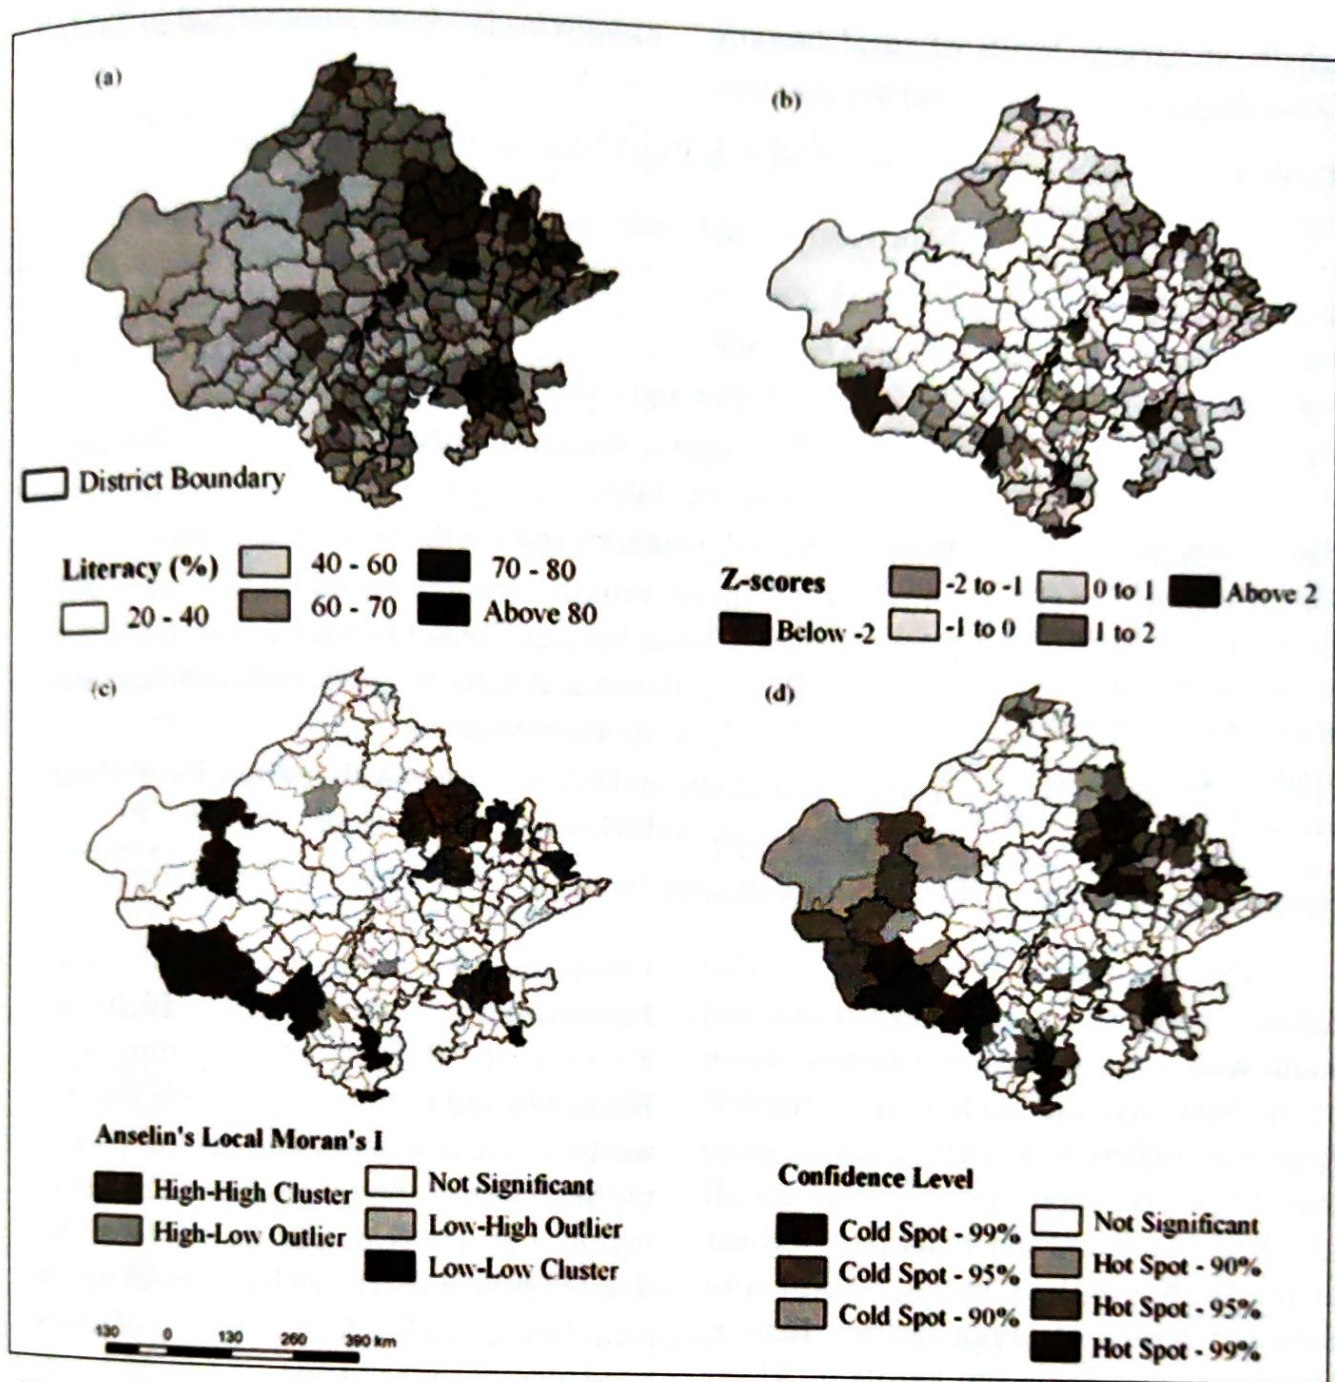 (a)
(b)
District Boundary
Literacy (%)
40 - 60
70 - 80
20 - 40
60 - 70
Above 80
Z-scores
-2 to -1
0 to 1
Above 2
Below -2
-1 to 0
1 to 2
(c)
(d)
Anselin's Local Moran's I
High-High Cluster
Not Significant
High-Low Outlier
Low-High Outlier
Low-Low Cluster
Confidence Level
Cold Spot - 99%
Not Significant
Cold Spot - 95%
Hot Spot - 90%
Cold Spot - 90%
Hot Spot - 95%
Hot Spot - 99%
130 0 130 260 390 km